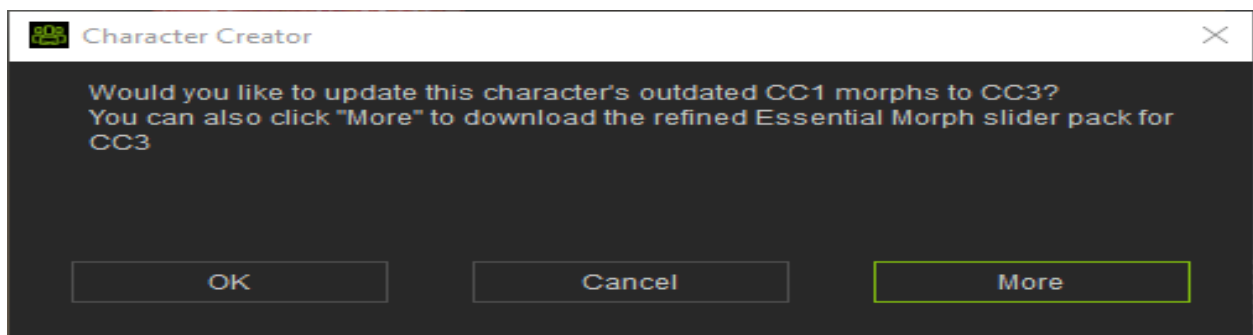 Character Creator
Would you like to update this character's outdated CC1 morphs to CC3?
You can also click "More" to download the refined Essential Morph slider pack for
CC3
OK Cancel More